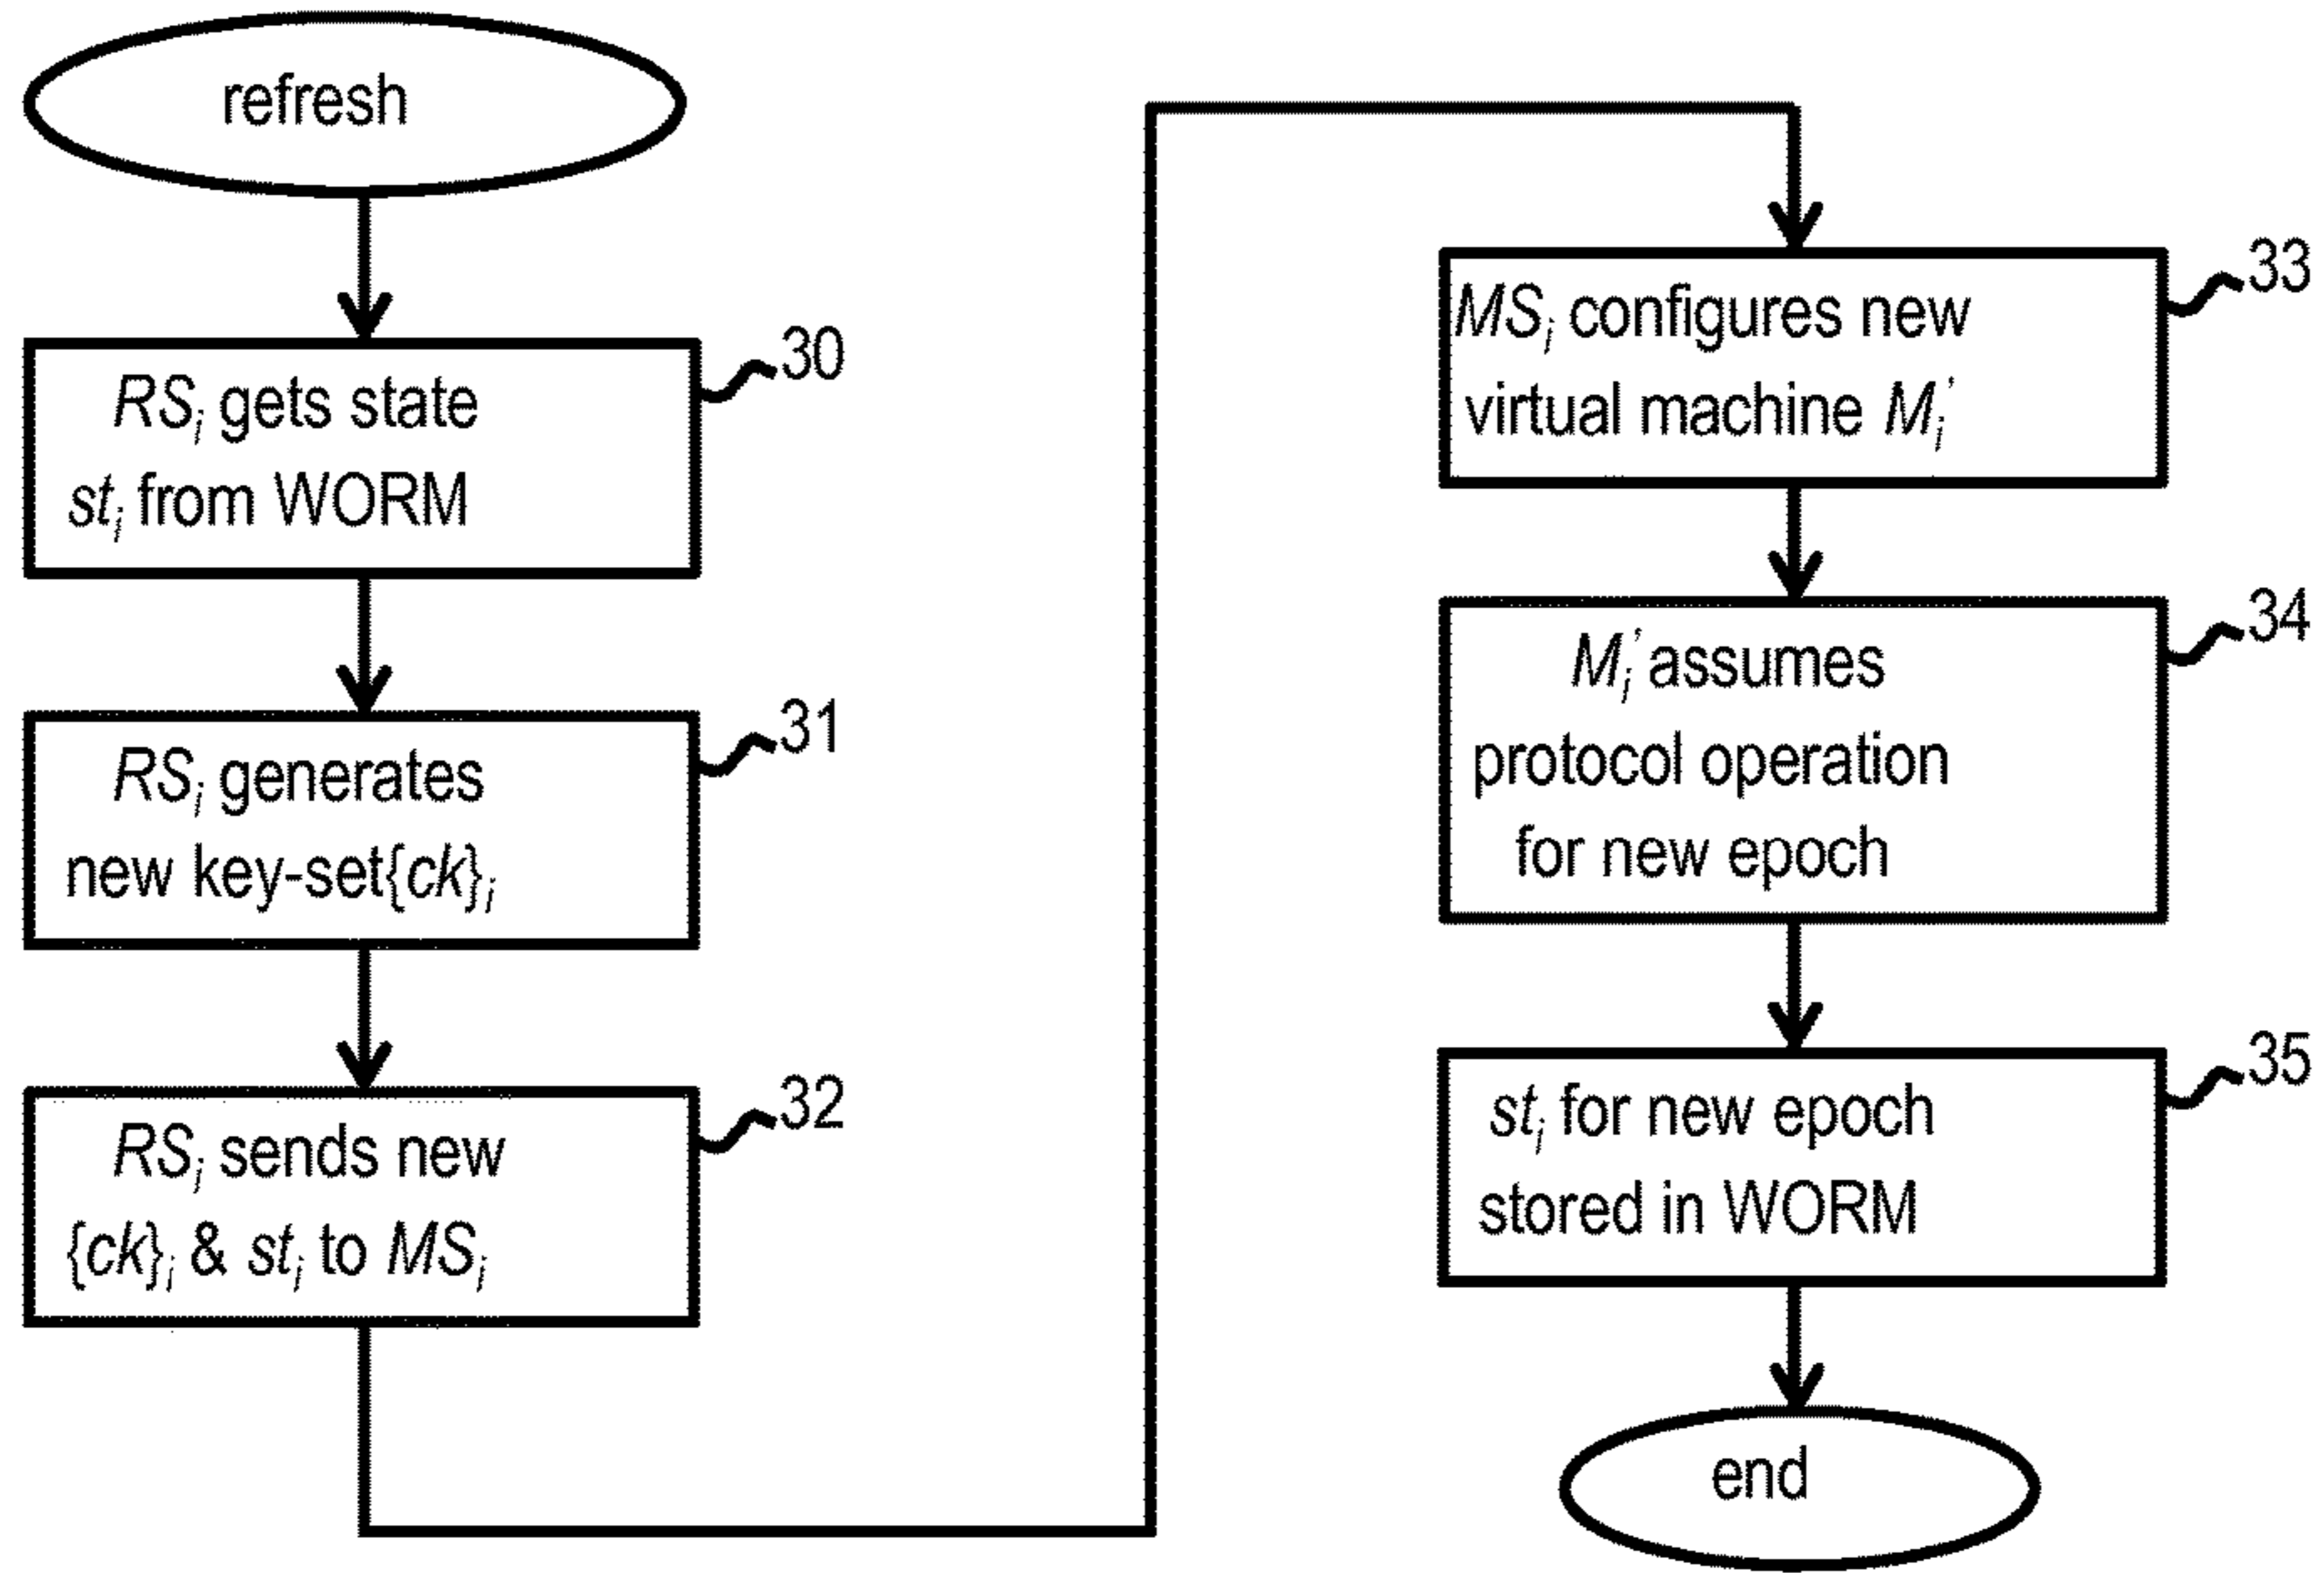 refresh
30
RSi gets state
sti from WORM
31
RSi generates
new key-set{ck}i
32
RSi sends new
{ck}i & sti to MSi
33
MSi configures new
virtual machine Mi'
34
Mi' assumes
protocol operation
for new epoch
35
sti for new epoch
stored in WORM
end